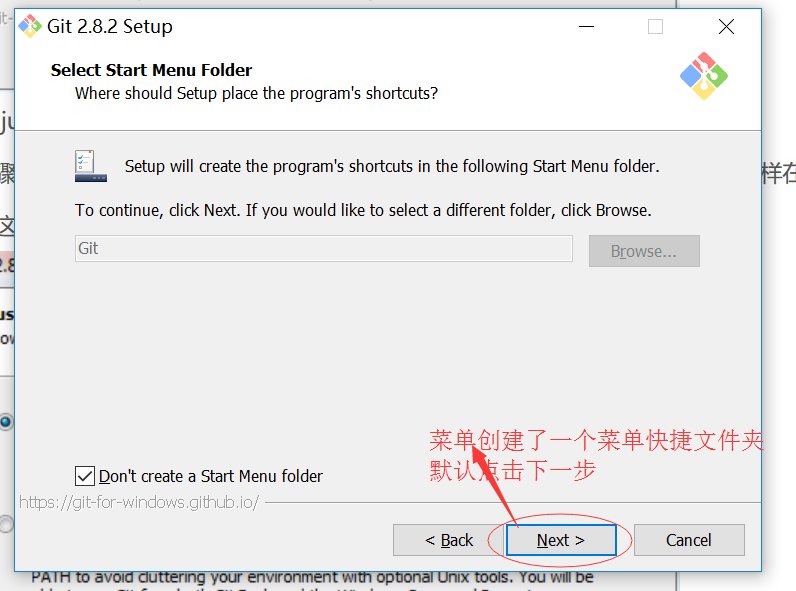 Git 2.8.2 Setup
Select Start Menu Folder
Where should Setup place the program's shortcuts?
Setup will create the program's shortcuts in the following Start Menu folder.
样在
To continue, click Next. If you would like to select a different folder, click Browse.
这
Git
Browse...
菜单创建了一个菜单快捷文件夹
默认点击下一步
Don't create a Start Menu folder
https://git-for-windows.github.io/
< Back
Next >
Cancel
PATH to avoid cluttering your environment with optional Unix tools. You will be